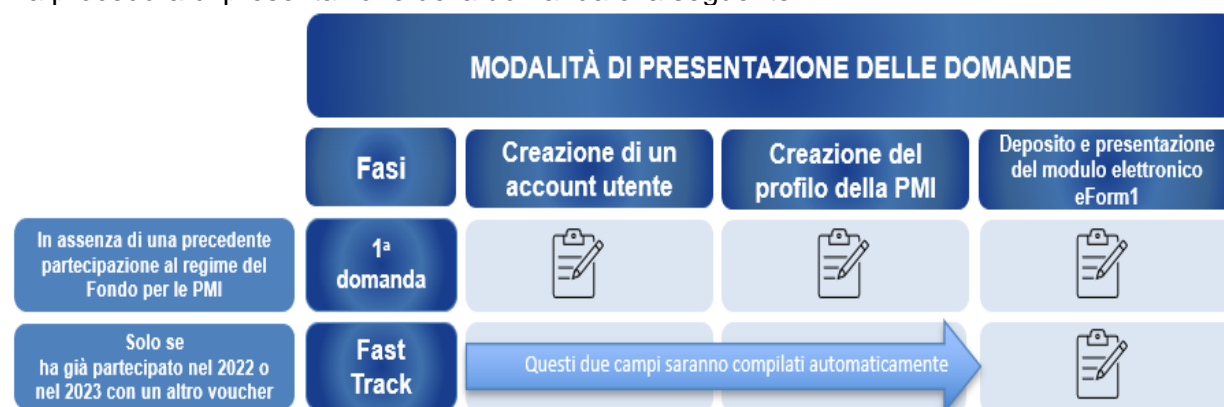 MODALITÀ DI PRESENTAZIONE DELLE DOMANDE
Fasi
Creazione di un
account utente
Creazione del
profilo della PMI
Deposito e presentazione
del modulo elettronico
eForm1
In assenza di una precedente
partecipazione al regime del
Fondo per le PMI
1ª
domanda
Solo se
ha già partecipato nel 2022 o
nel 2023 con un altro voucher
Fast
Track
Questi due campi saranno compilati automaticamente